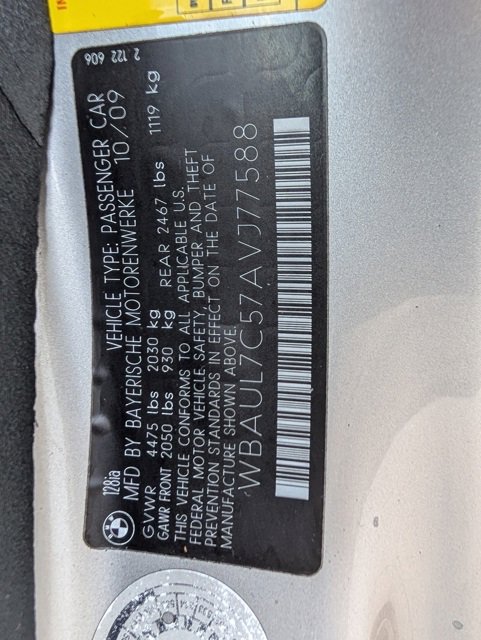 128ia VEHICLE TYPE: PASSENGER CAR
MFD BY BAYERISCHE MOTORENWERKE 10/09
GVWR 4475 lbs 2030 kg
GAWR FRONT 2050 lbs 930 kg REAR 2467 lbs 1119 kg
THIS VEHICLE CONFORMS TO ALL APPLICABLE U.S.
FEDERAL MOTOR VEHICLE SAFETY, BUMPER AND THEFT
PREVENTION STANDARDS IN EFFECT ON THE DATE OF
MANUFACTURE SHOWN ABOVE.
WBAUL7C57AVJ77588
2 122 606
BMW